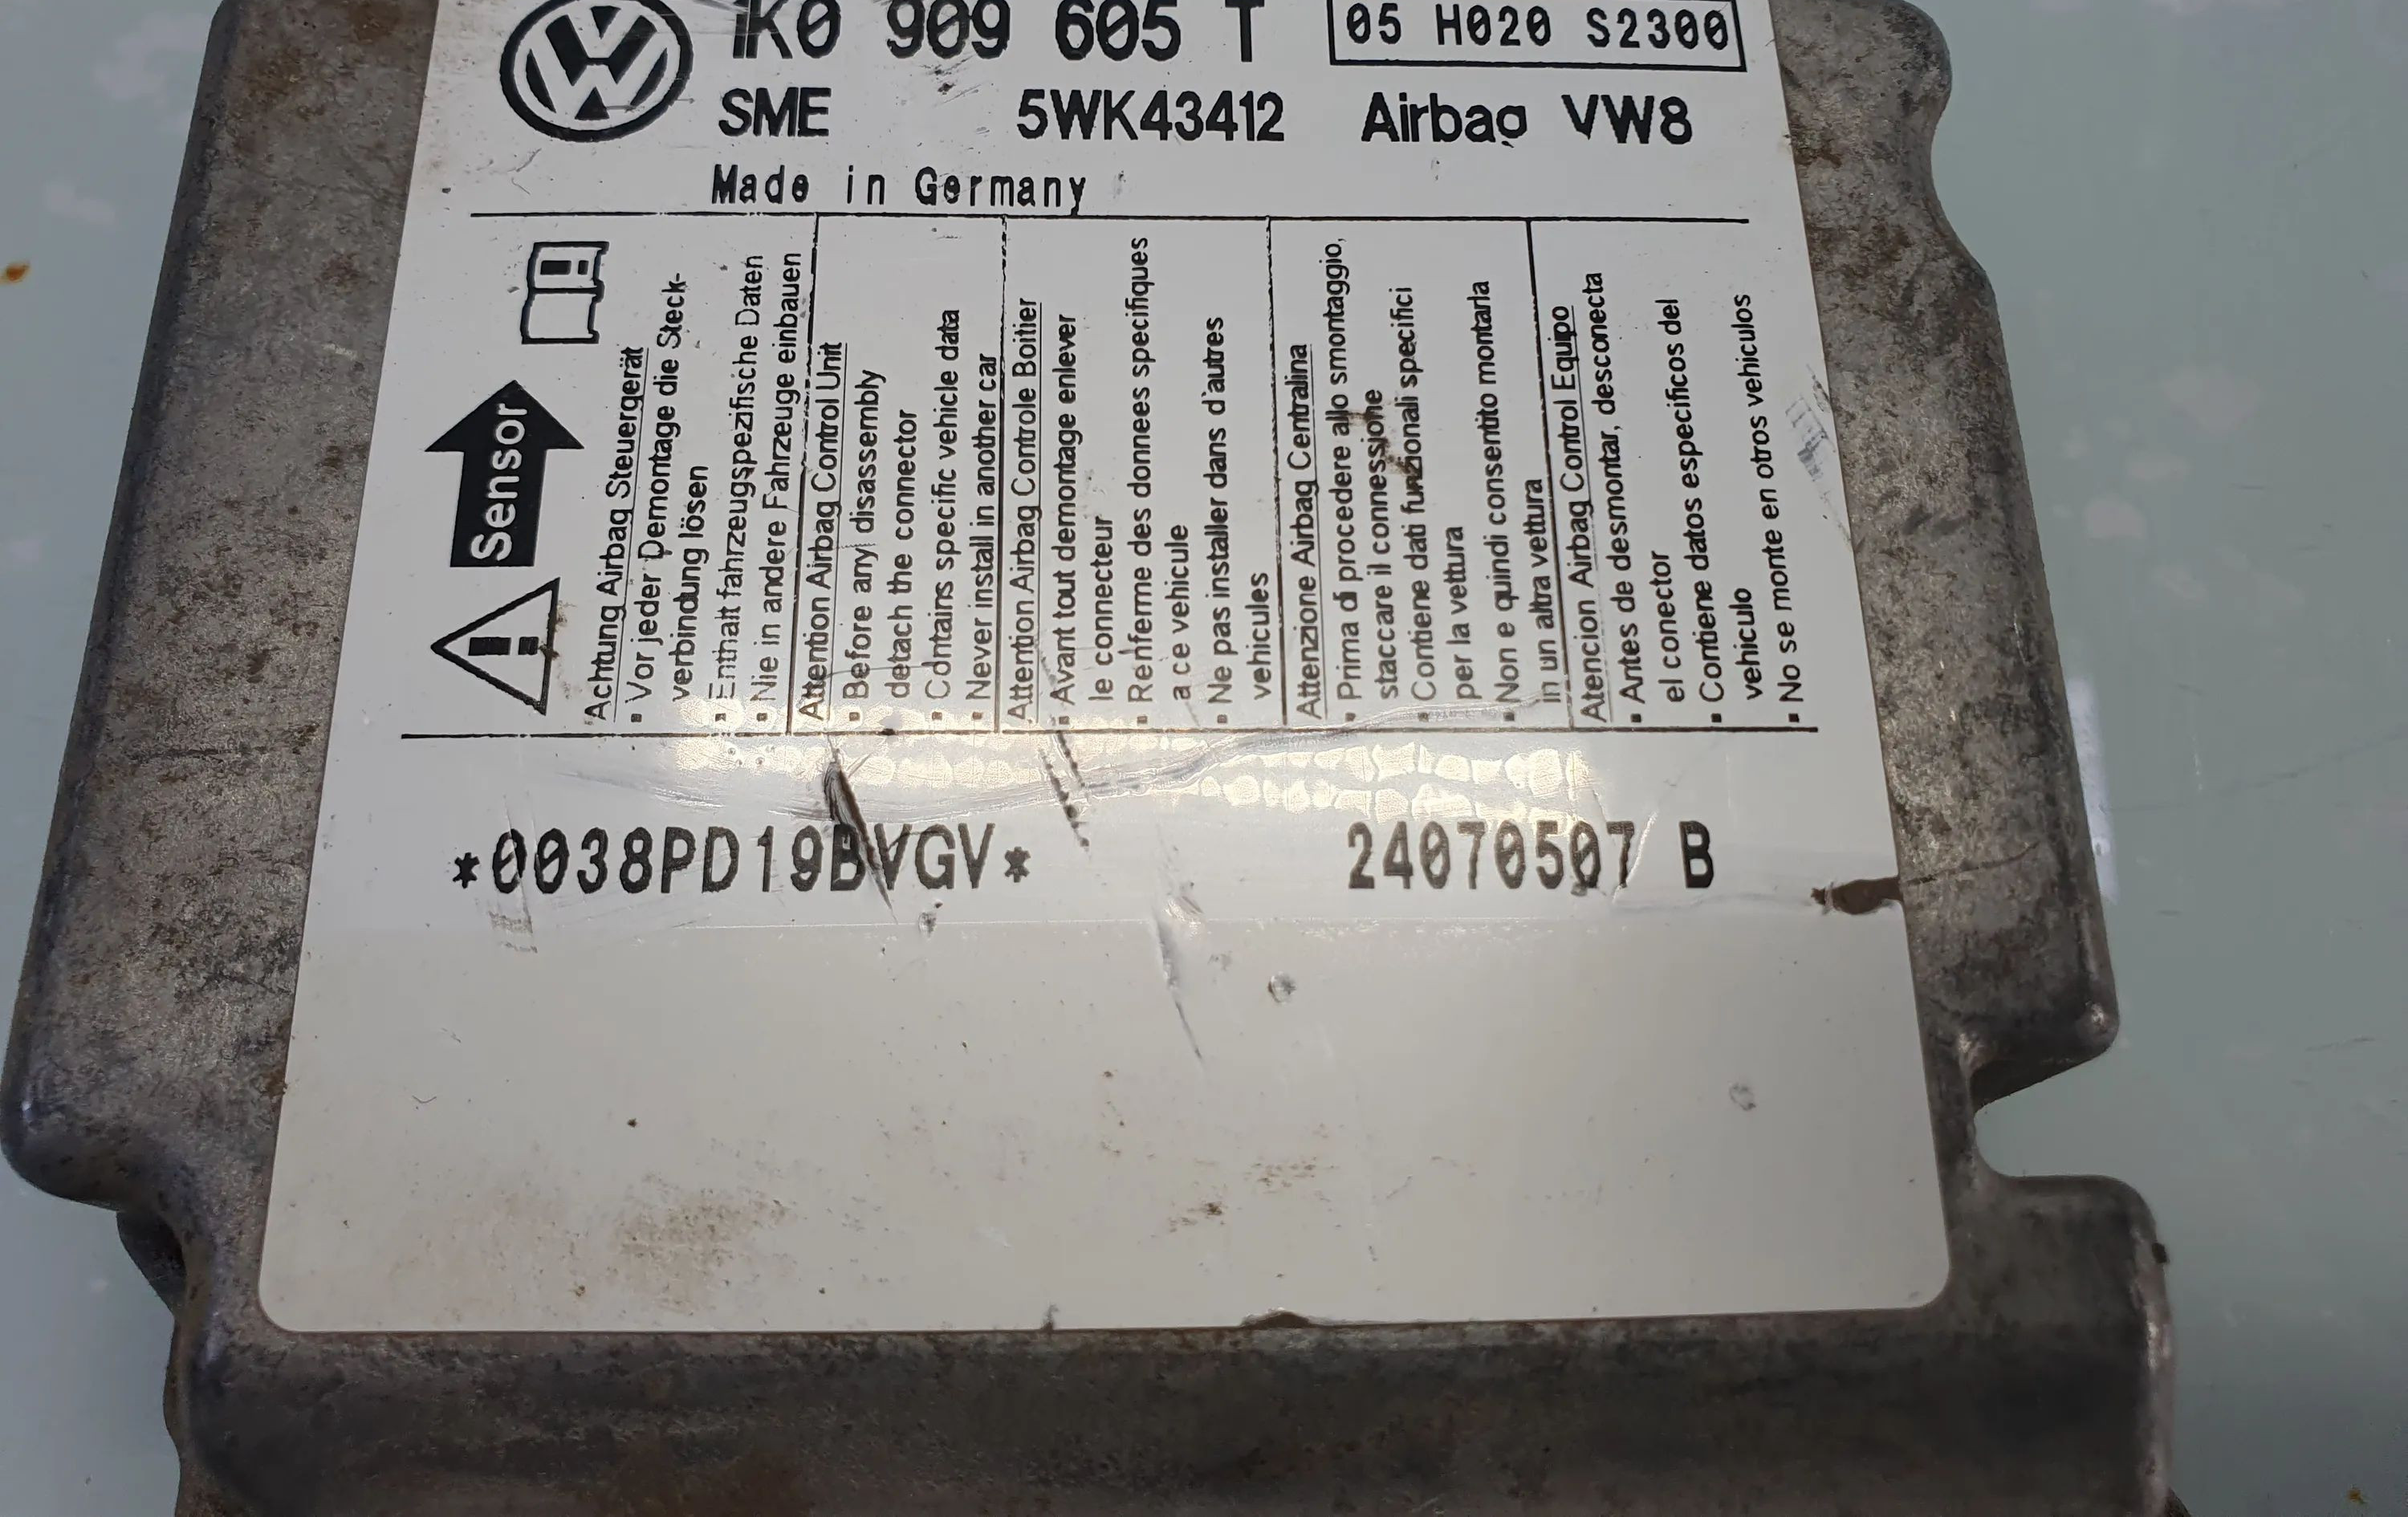 1K0 909 605 T
05 H020 S2300
SME 5WK43412 Airbag VW8
Made in Germany
Sensor
Achtung Airbag Steuergerät
▪ Vor jeder Demontage die Steck-
verbindung lösen
▪ Enthalt fahrzeugspezifische Daten
▪ Nie in andere Fahrzeuge einbauen
Attention Airbag Control Unit
▪ Before any disassembly
detach the connector
▪ Contains specific vehicle data
▪ Never install in another car
Attention Airbag Controle Boitier
▪ Avant tout demontage enlever
le connecteur
▪ Renferme des donnees specifiques
a ce vehicule
▪ Ne pas installer dans d'autres
vehicules
Attenzione Airbag Centralina
▪ Prima di procedere allo smontaggio,
staccare il connessione
▪ Contiene dati funzionali specifici
per la vettura
▪ Non e quindi consentito montarla
in un altra vettura
Atencion Airbag Control Equipo
▪ Antes de desmontar, desconecta
el conector
▪ Contiene datos especificos del
vehiculo
▪ No se monte en otros vehiculos
*0038PD19BVGV* 24070507 B